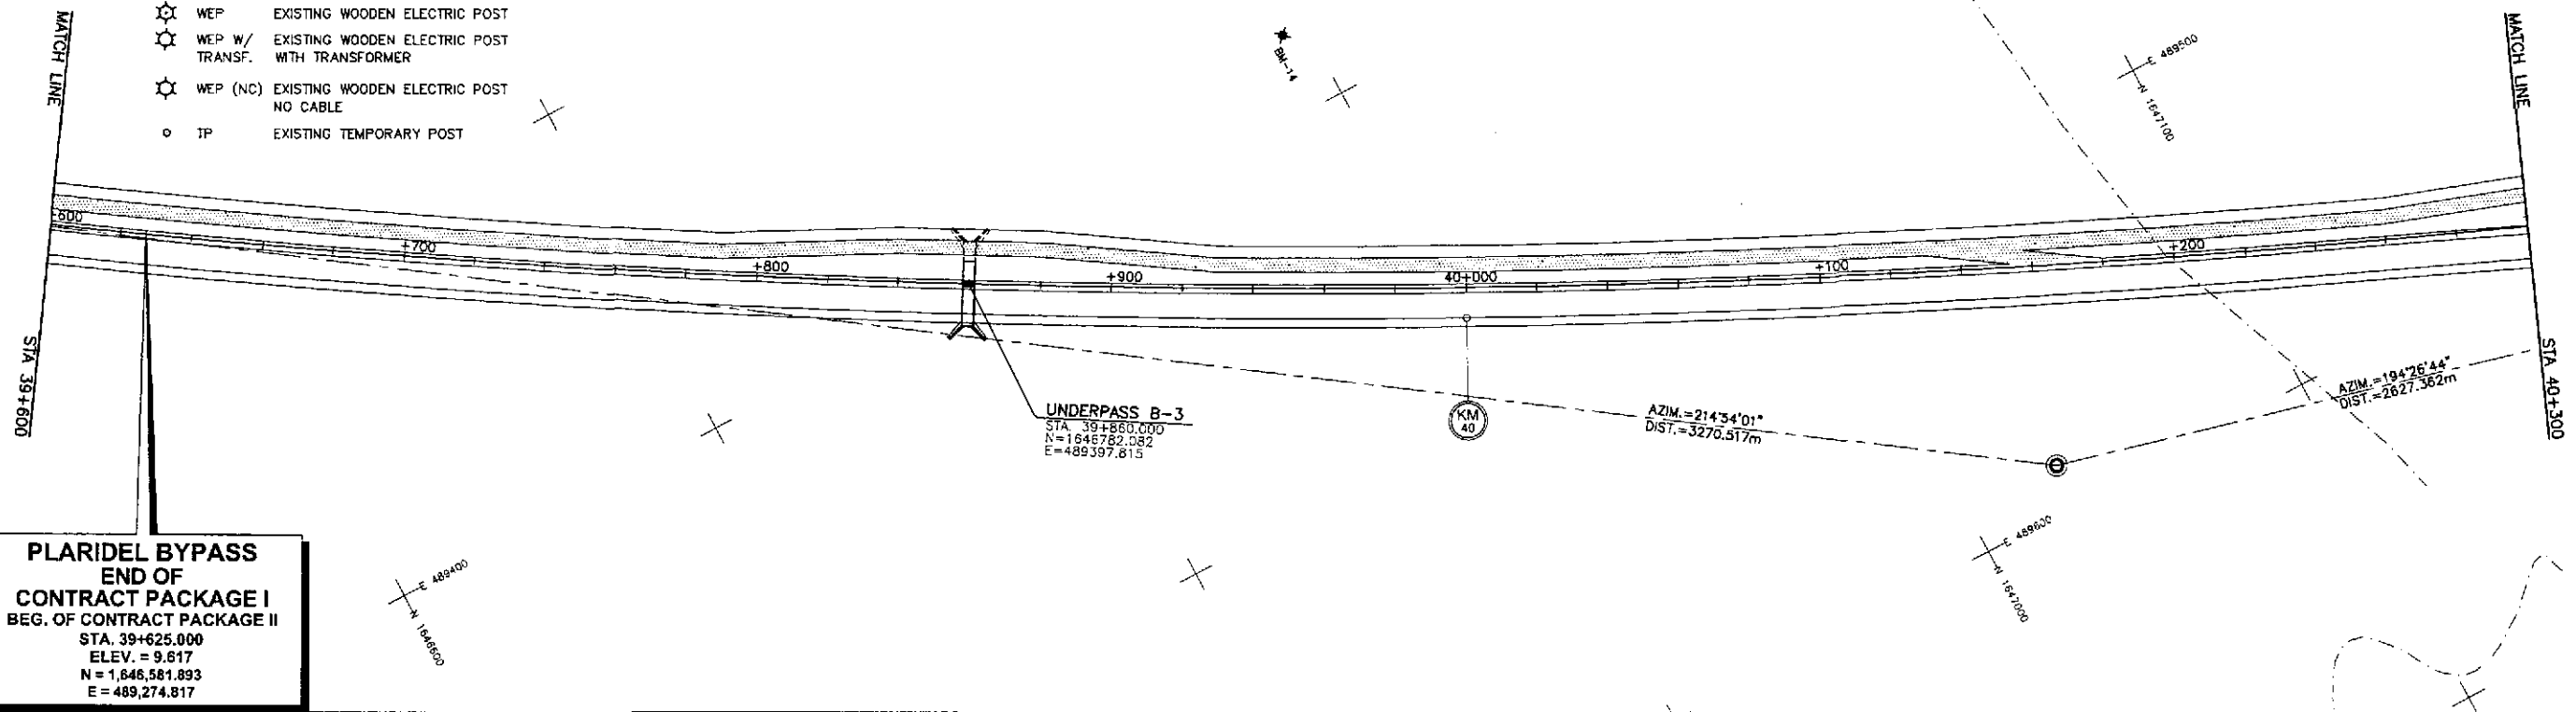 WEP EXISTING WOODEN ELECTRIC POST
WEP W/ EXISTING WOODEN ELECTRIC POST
TRANSF. WITH TRANSFORMER
WEP (NC) EXISTING WOODEN ELECTRIC POST
NO CABLE
TP EXISTING TEMPORARY POST
MATCH LINE
STA 39+600
BM-14
E 489500
N 1647100
MATCH LINE
STA 40+300
+600
+700
+800
+900
40+000
+100
+200
UNDERPASS B-3
STA. 39+860.000
N=1646782.082
E=489397.815
KM
40
AZIM.=214°54'01"
DIST.=3270.517m
AZIM.=194°26'44"
DIST.=2627.362m
PLARIDEL BYPASS
END OF
CONTRACT PACKAGE I
BEG. OF CONTRACT PACKAGE II
STA. 39+625.000
ELEV. = 9.617
N = 1,646,581.893
E = 489,274.817
E 489400
N 1646600
E 489600
N 1647000